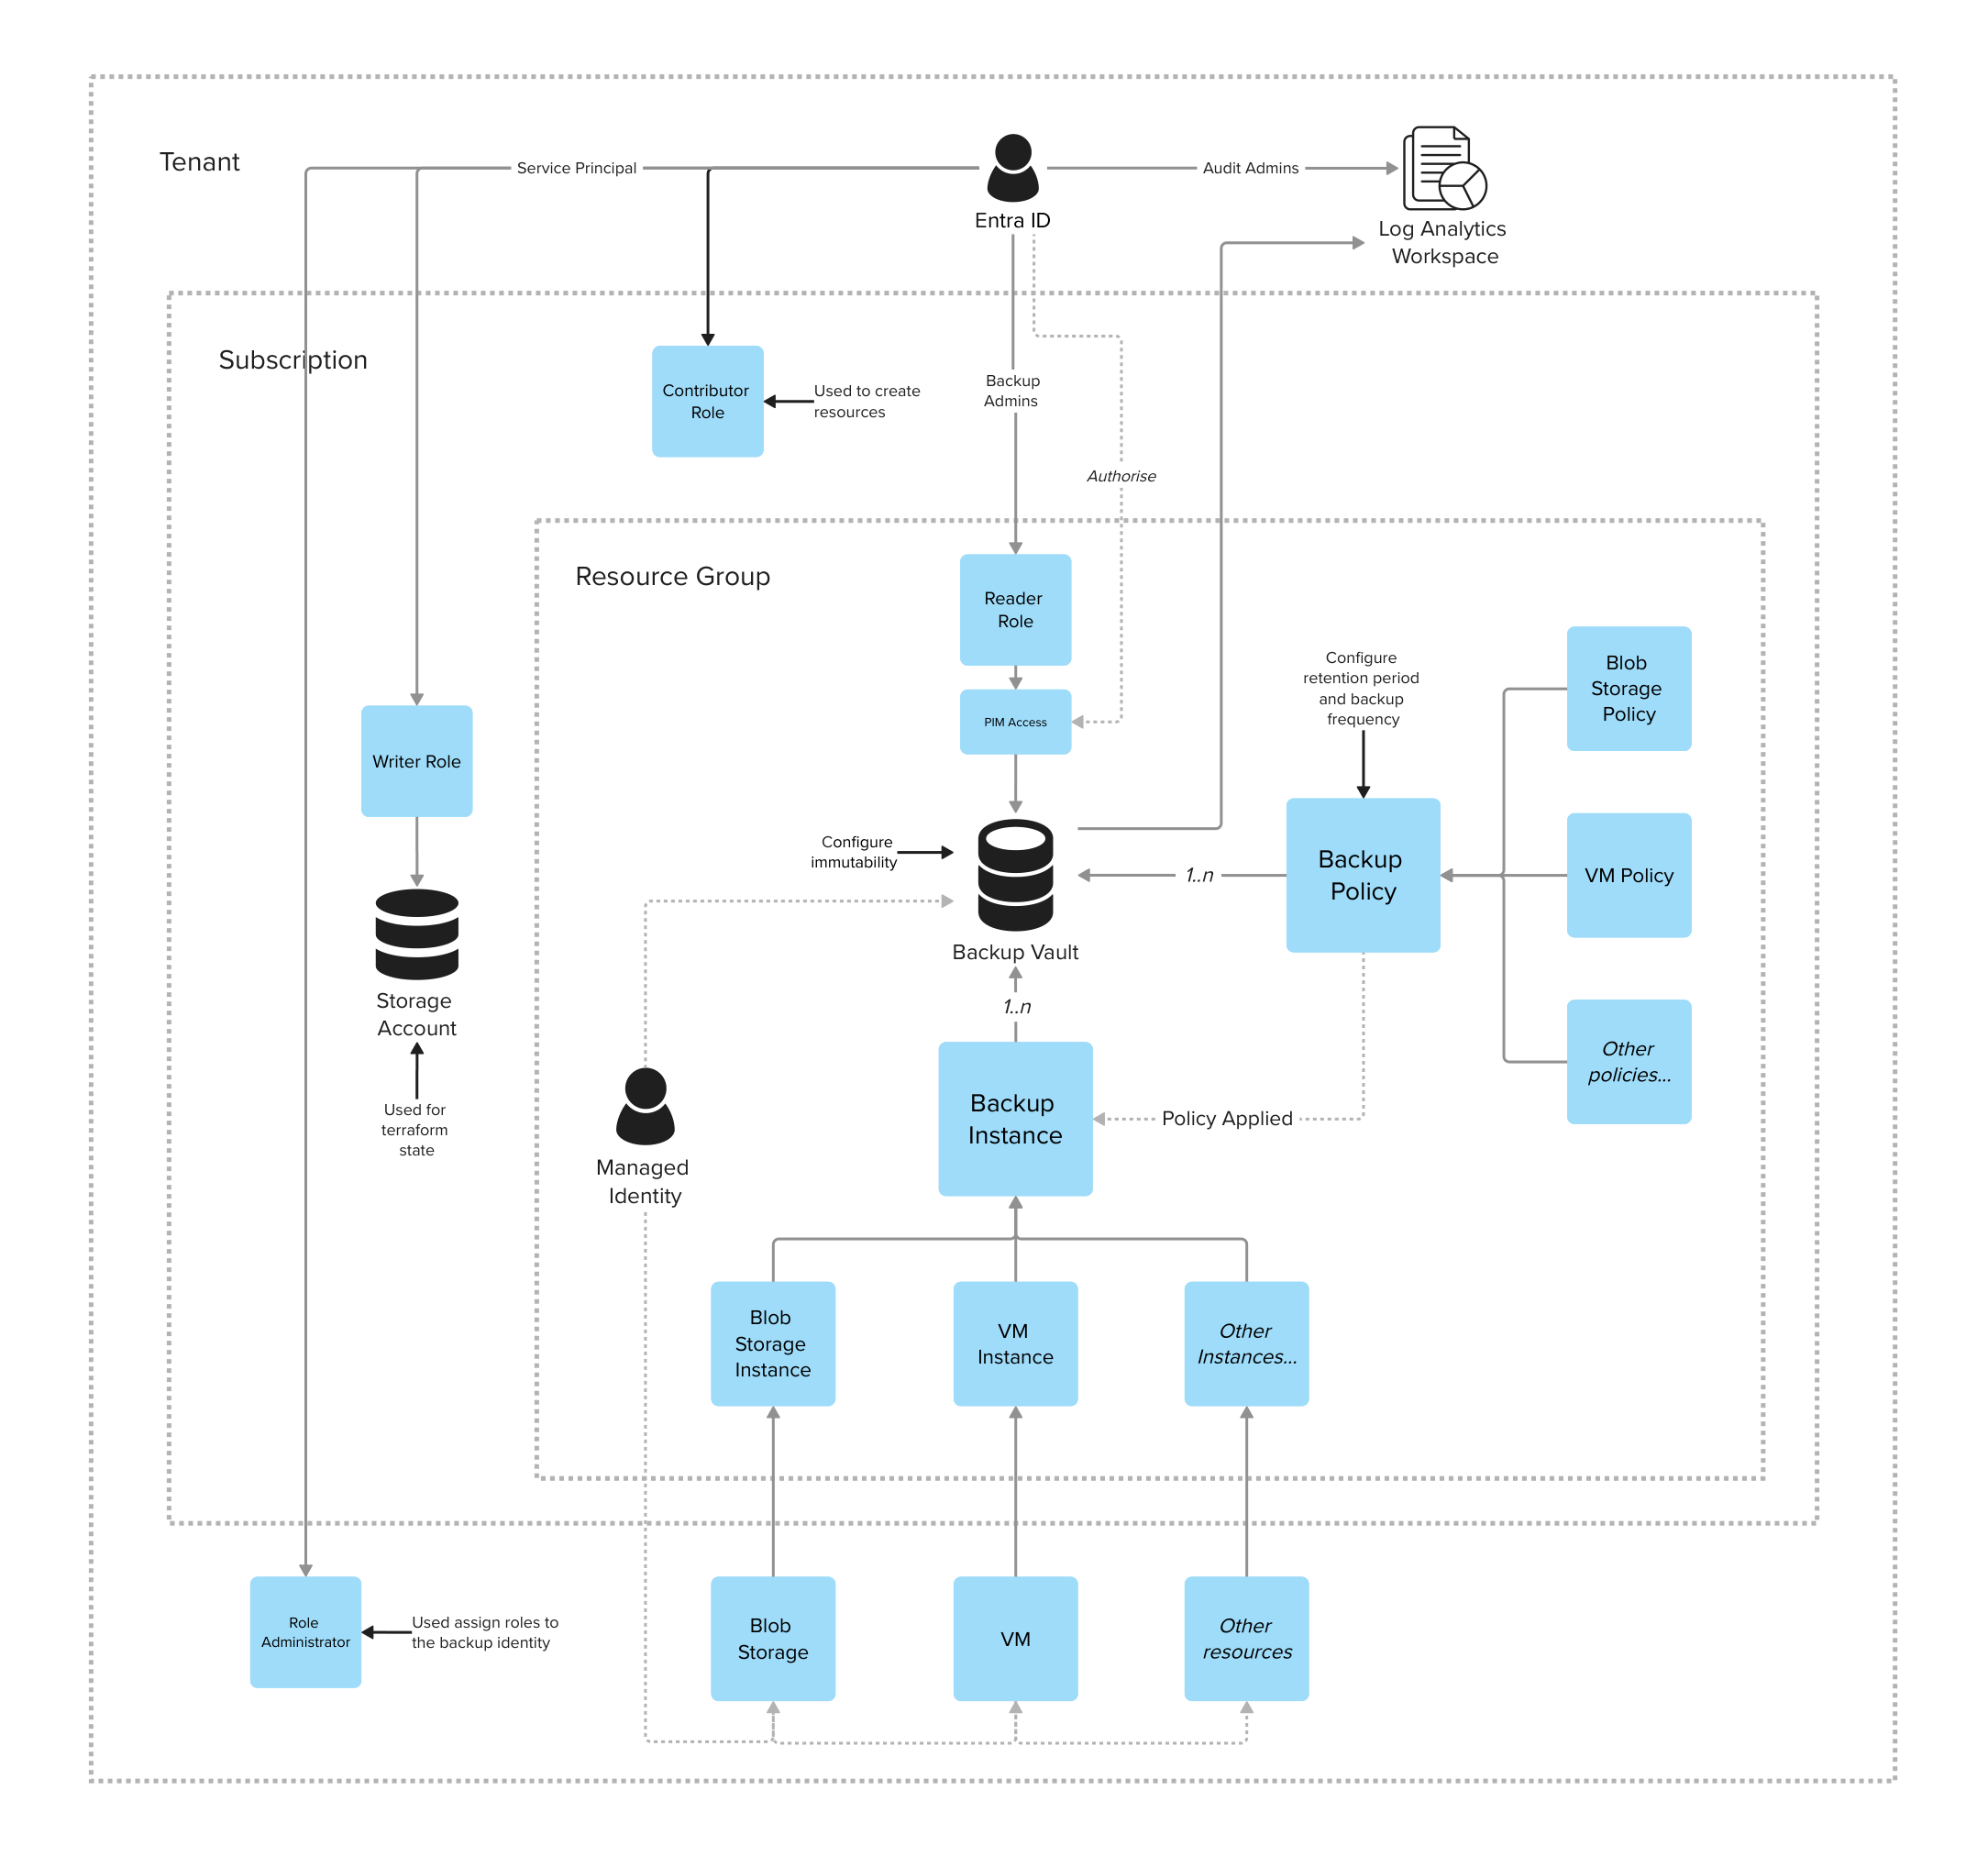 Tenant
Service Principal
Entra ID
Audit Admins
Log Analytics
Workspace
Subscription
Contributor
Role
Used to create
resources
Backup
Admins
Authorise
Resource Group
Reader
Role
PIM Access
Writer Role
Storage
Account
Used for
terraform
state
Configure
immutability
Backup Vault
1..n
Configure
retention period
and backup
frequency
Backup
Policy
Blob
Storage
Policy
VM Policy
Other
policies...
1..n
Backup
Instance
Policy Applied
Managed
Identity
Blob
Storage
Instance
VM
Instance
Other
Instances...
Role
Administrator
Used assign roles to
the backup identity
Blob
Storage
VM
Other
resources